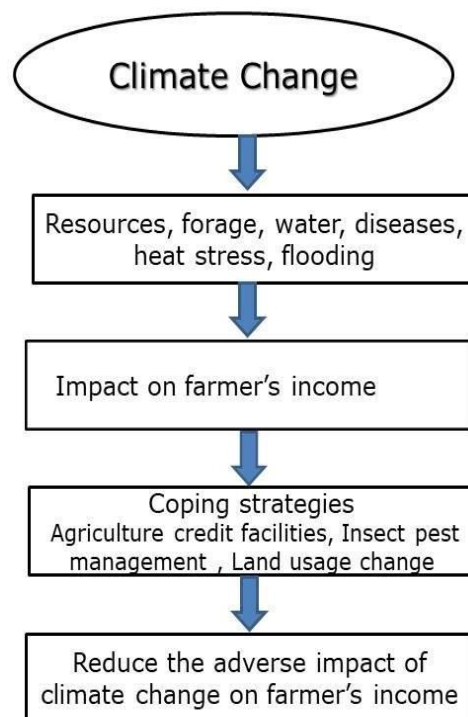 Climate Change
Resources, forage, water, diseases,
heat stress, flooding
Impact on farmer’s income
Coping strategies
Agriculture credit facilities, Insect pest
management , Land usage change
Reduce the adverse impact of
climate change on farmer’s income